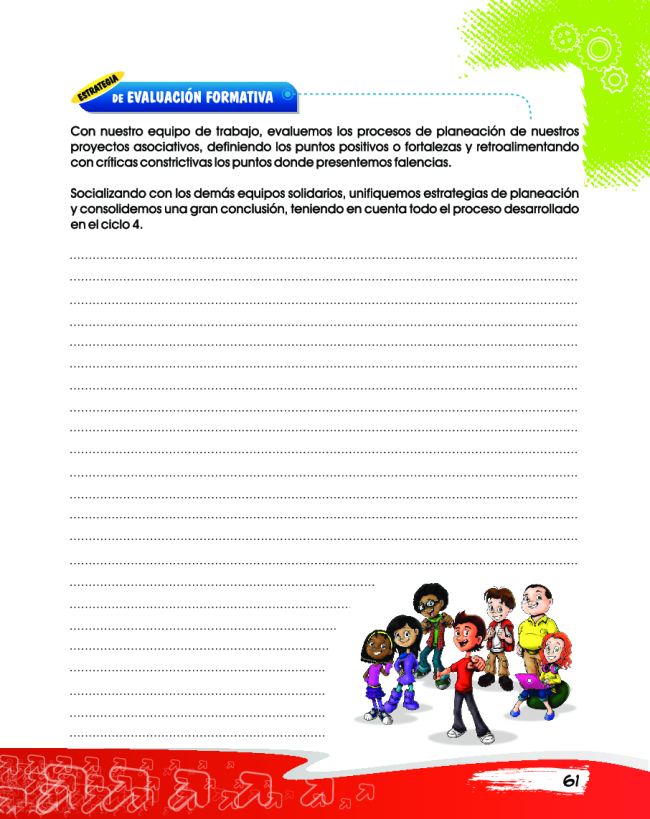 ESTRATEGIA
DE EVALUACIÓN FORMATIVA
Con nuestro equipo de trabajo, evaluemos los procesos de planeación de nuestros
proyectos asociativos, definiendo los puntos positivos o fortalezas y retroalimentando
con críticas constrictivas los puntos donde presentemos falencias.
Socializando con los demás equipos solidarios, unifiquemos estrategias de planeación
y consolidemos una gran conclusión, teniendo en cuenta todo el proceso desarrollado
en el ciclo 4.
61